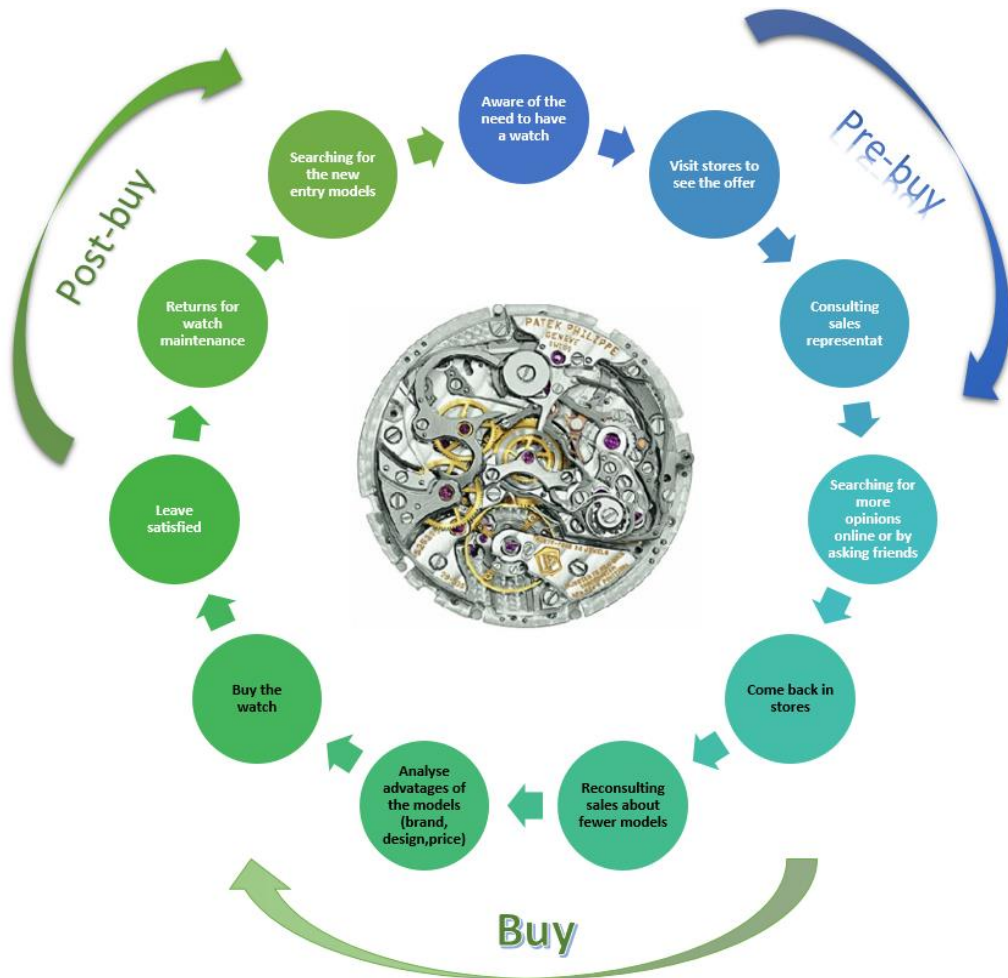 Aware of the
need to have
a watch
Visit stores to
see the offer
Pre-buy
Consulting
sales
representat
Searching for
more
opinions
online or by
asking friends
Come back in
stores
Reconsulting
sales about
fewer models
Analyse
advatages of
the models
(brand,
design,price)
Buy the
watch
Buy
Leave
satisfied
Returns for
watch
maintenance
Searching for
the new
entry models
Post-buy
PATEK PHILIPPE
GENEVE
SWISS